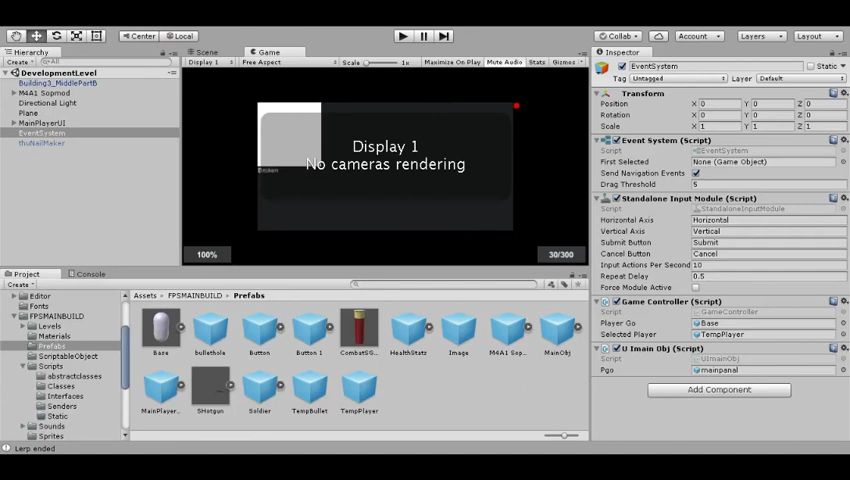 Center Local
Collab Account Layers Layout
Hierarchy
Create All
DevelopmentLevel
Building3_MiddlePartB
M4A1 Sopmod
Directional Light
Plane
MainPlayerUI
EventSystem
thuNailMaker
Scene Game
Display 1 Free Aspect Scale 1x Maximize On Play Mute Audio Stats Gizmos
Display 1
No cameras rendering
Broken
100% 30/300
Inspector
EventSystem Static
Tag Untagged Layer Default
Transform
Position X 0 Y 0 Z 0
Rotation X 0 Y 0 Z 0
Scale X 1 Y 1 Z 1
Event System (Script)
Script EventSystem
First Selected None (Game Object)
Send Navigation Events
Drag Threshold 5
Standalone Input Module (Script)
Script StandaloneInputModule
Horizontal Axis Horizontal
Vertical Axis Vertical
Submit Button Submit
Cancel Button Cancel
Input Actions Per Second 10
Repeat Delay 0.5
Force Module Active
Game Controller (Script)
Script GameController
Player Go Base
Selected Player TempPlayer
U Imain Obj (Script)
Script UImainObj
Pgo mainpanal
Add Component
Project Console
Create
Editor
Fonts
FPSMAINBUILD
Levels
Materials
Prefabs
ScriptableObject
Scripts
abstractclasses
Classes
Interfaces
Senders
Static
Sounds
Sprites
Assets FPSMAINBUILD Prefabs
Base bullethole Button Button 1 CombatSG... HealthStatz Image M4A1 Sop... MainObj
MainPlayer... SHotgun Soldier TempBullet TempPlayer
Lerp ended